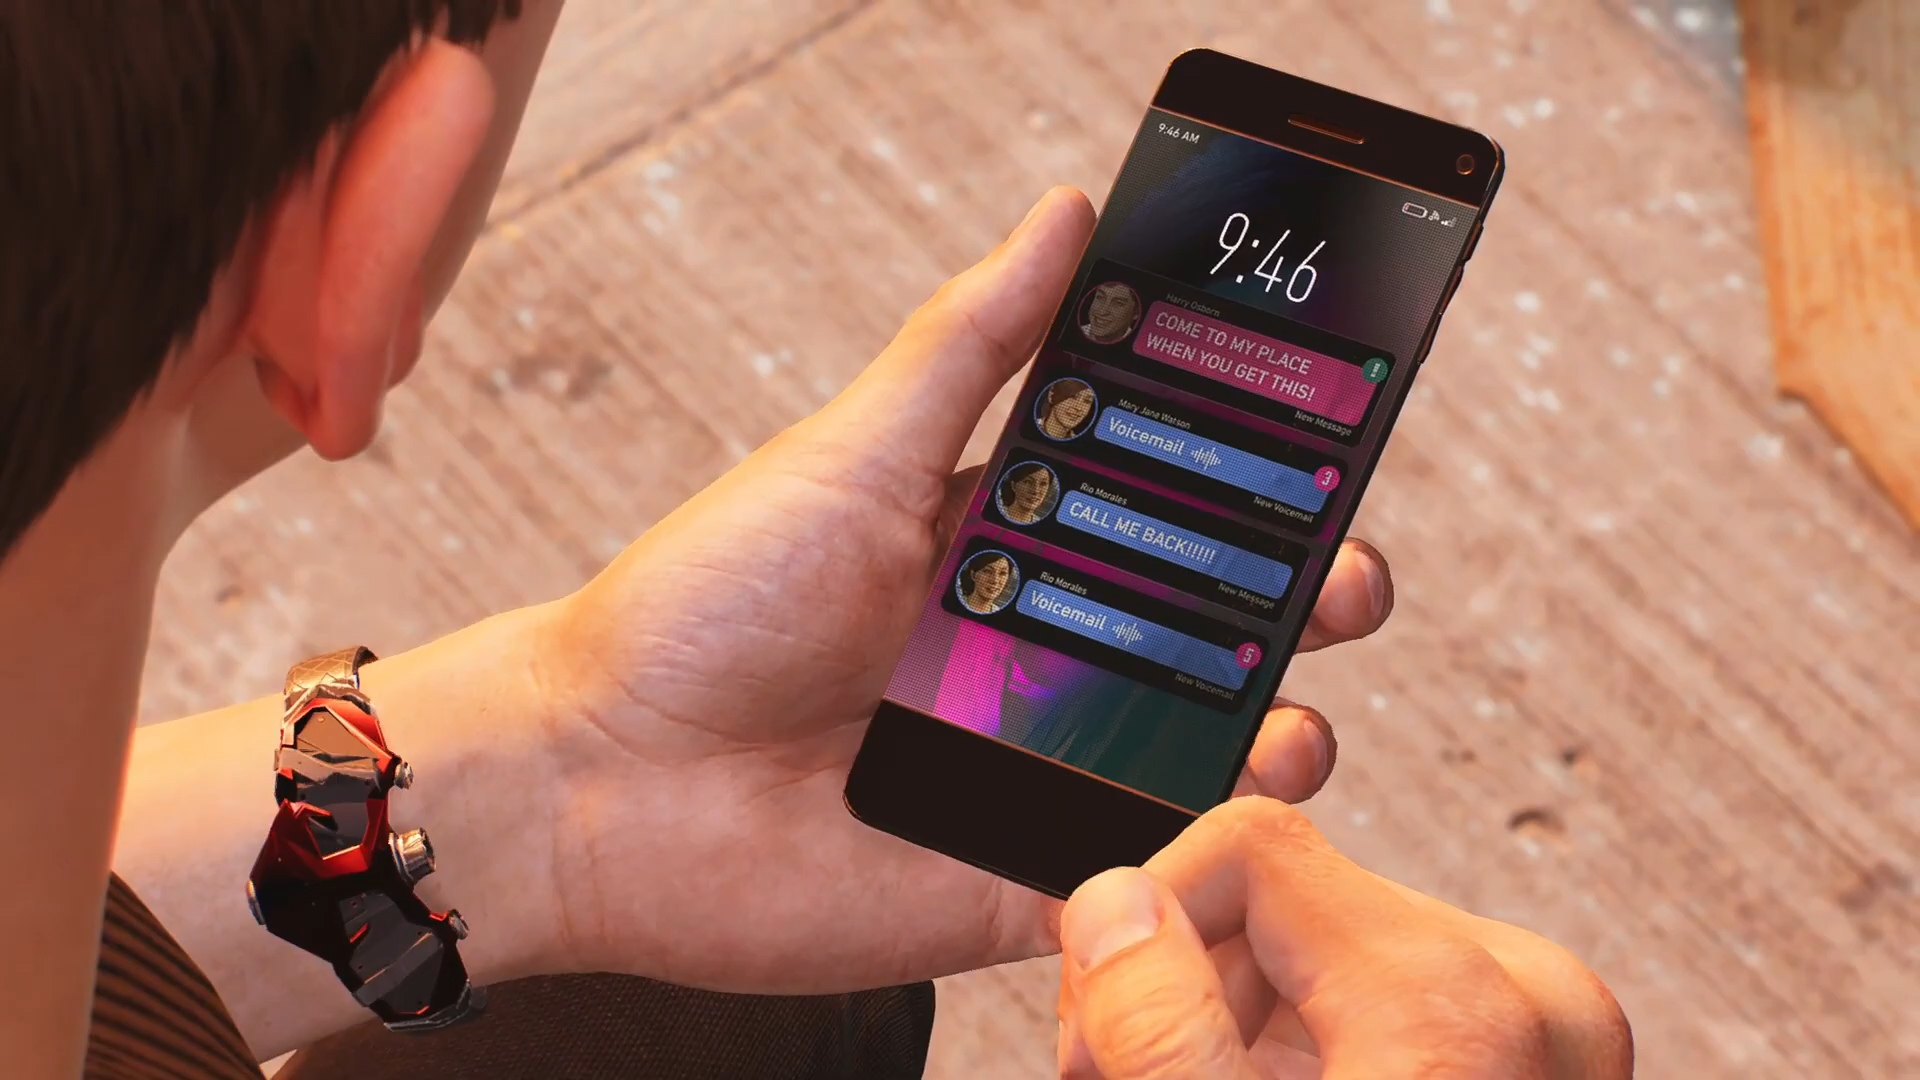 9:46 AM
9:46
Harry Osborn
COME TO MY PLACE
WHEN YOU GET THIS!
!!
New Message
Mary Jane Watson
Voicemail
3
New Voicemail
Rio Morales
CALL ME BACK!!!!!
New Message
Rio Morales
Voicemail
5
New Voicemail